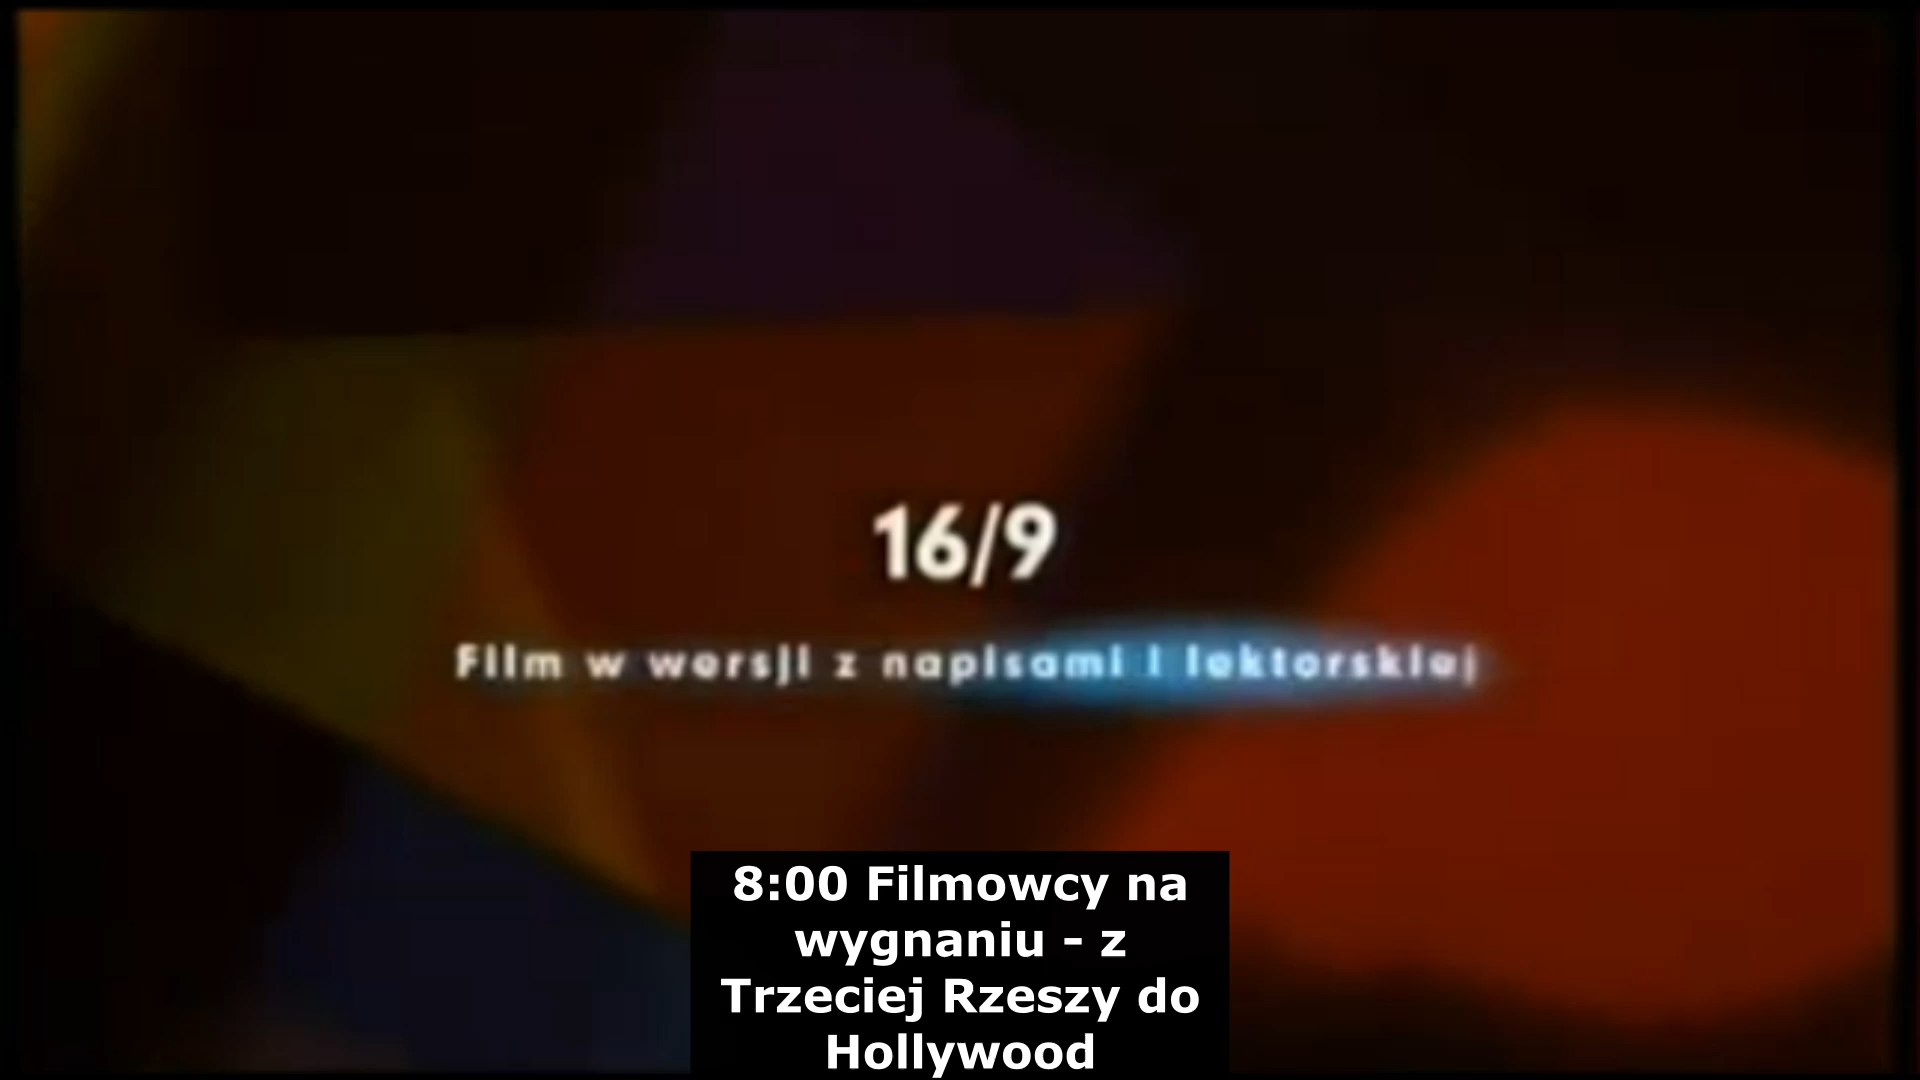 16/9
Film w wersji z napisami i lektorskiej
8:00 Filmowcy na
wygnaniu - z
Trzeciej Rzeszy do
Hollywood